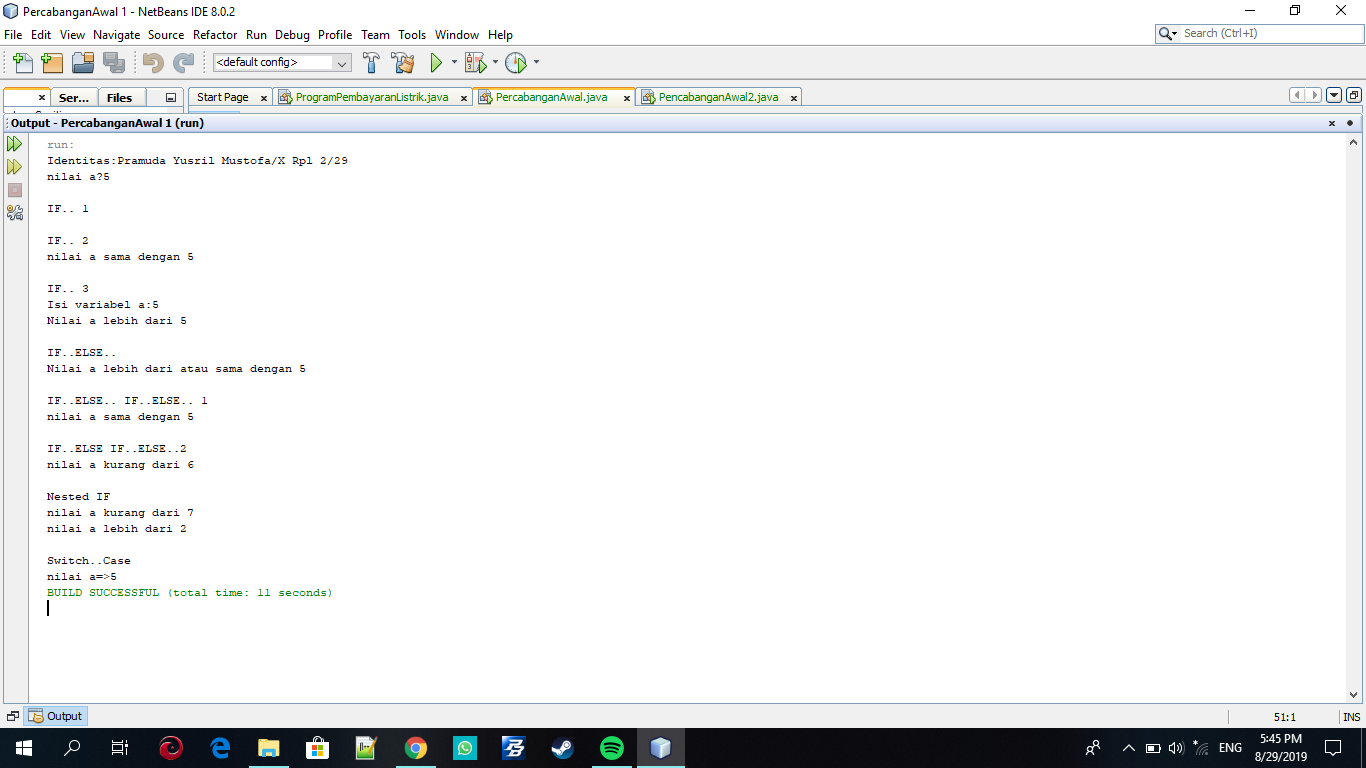 PercabanganAwal 1 - NetBeans IDE 8.0.2
File Edit View Navigate Source Refactor Run Debug Profile Team Tools Window Help
Search (Ctrl+I)
<default config>
Ser... Files Start Page ProgramPembayaranListrik.java PercabanganAwal.java PencabanganAwal2.java
Output - PercabanganAwal 1 (run)
run:
Identitas:Pramuda Yusril Mustofa/X Rpl 2/29
nilai a?5
IF.. 1
IF.. 2
nilai a sama dengan 5
IF.. 3
Isi variabel a:5
Nilai a lebih dari 5
IF..ELSE..
Nilai a lebih dari atau sama dengan 5
IF..ELSE.. IF..ELSE.. 1
nilai a sama dengan 5
IF..ELSE IF..ELSE..2
nilai a kurang dari 6
Nested IF
nilai a kurang dari 7
nilai a lebih dari 2
Switch..Case
nilai a=>5
BUILD SUCCESSFUL (total time: 11 seconds)
Output
51:1 INS
ENG
5:45 PM
8/29/2019